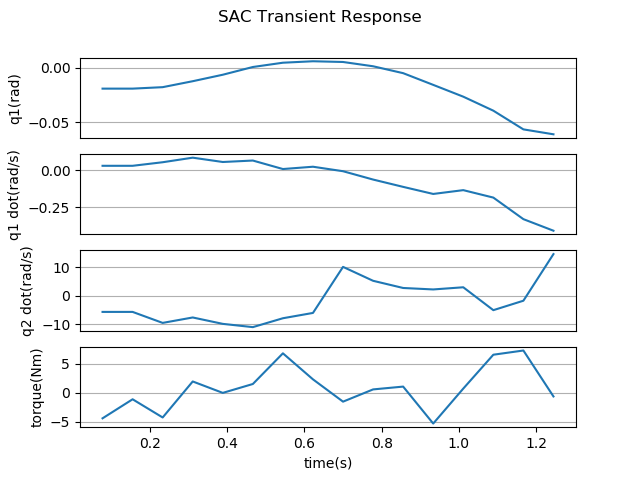 SAC Transient Response
0.00
−0.05
q1(rad)
0.00
−0.25
q1 dot(rad/s)
10
0
−10
q2 dot(rad/s)
5
0
−5
torque(Nm)
0.2 0.4 0.6 0.8 1.0 1.2
time(s)